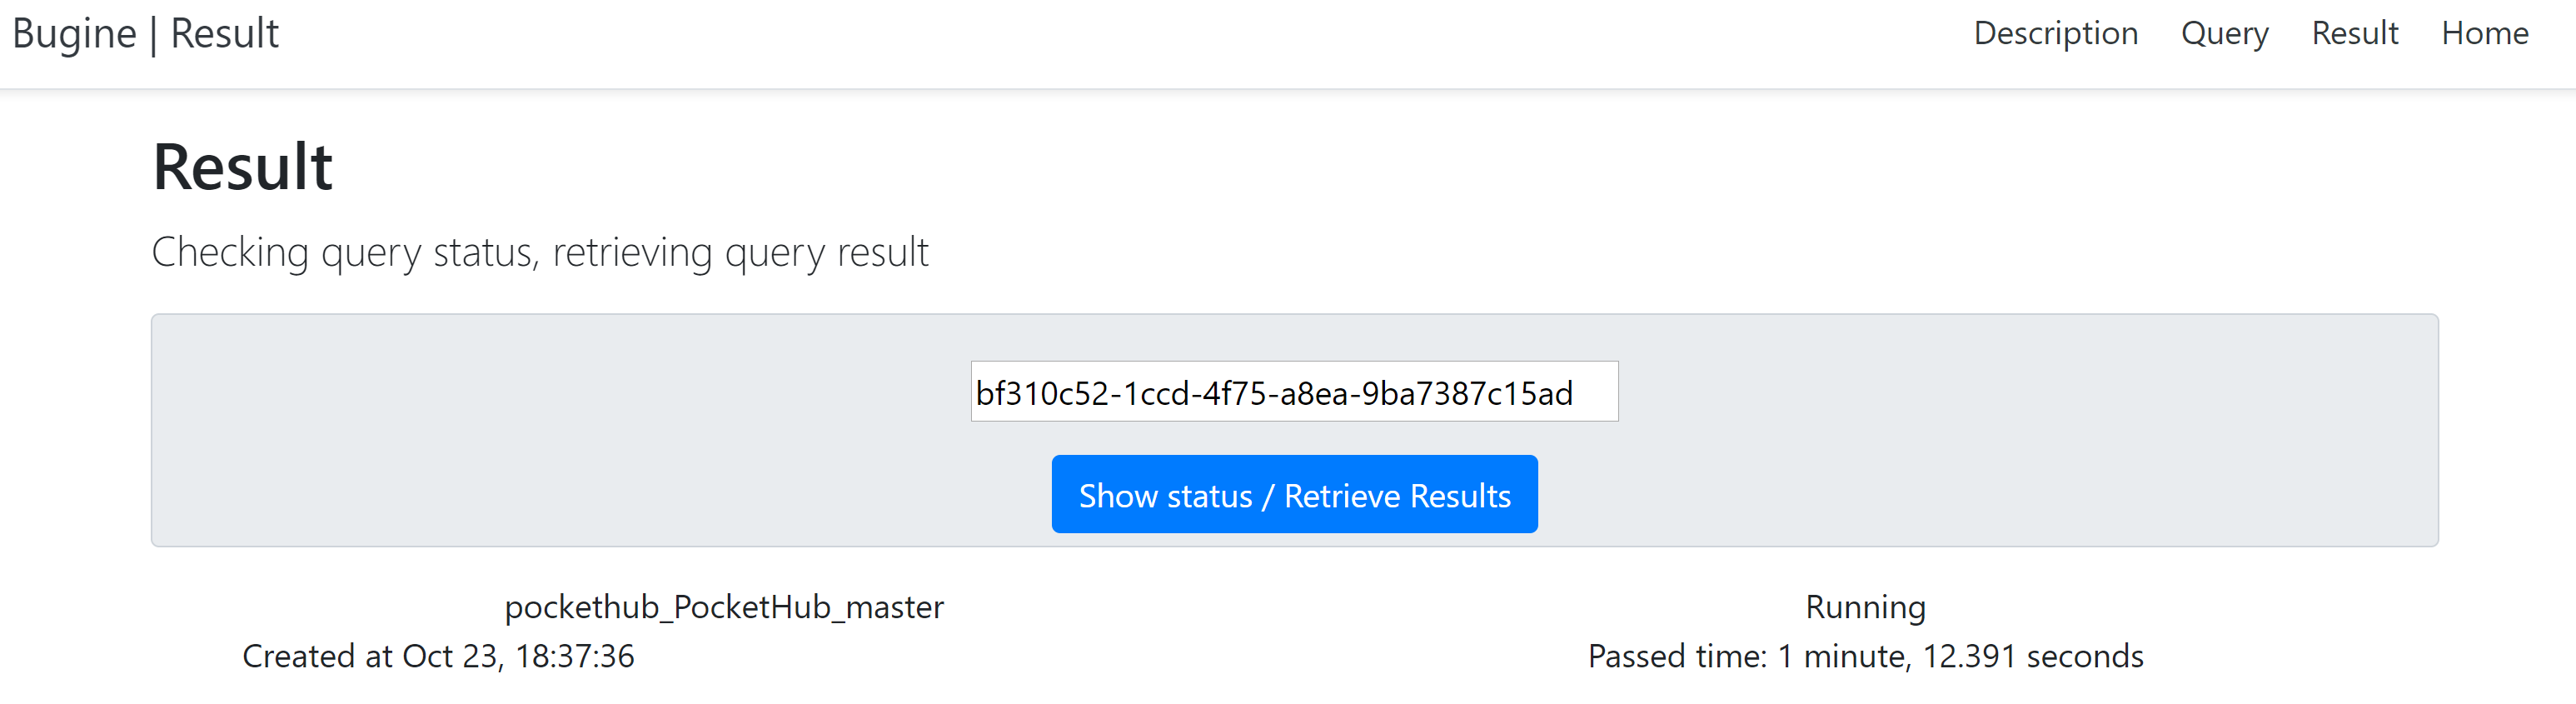 Bugine | Result
Description Query Result Home
Result
Checking query status, retrieving query result
bf310c52-1ccd-4f75-a8ea-9ba7387c15ad
Show status / Retrieve Results
pockethub_PocketHub_master Running
Created at Oct 23, 18:37:36 Passed time: 1 minute, 12.391 seconds